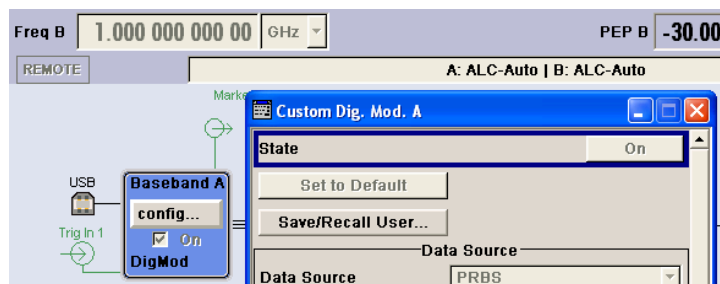 Freq B 1.000 000 000 00 GHz PEP B -30.00
REMOTE A: ALC-Auto | B: ALC-Auto
Marke
Custom Dig. Mod. A
State On
USB Baseband A Set to Default
config... Save/Recall User...
Trig In 1 On
Data Source
DigMod
Data Source PRBS